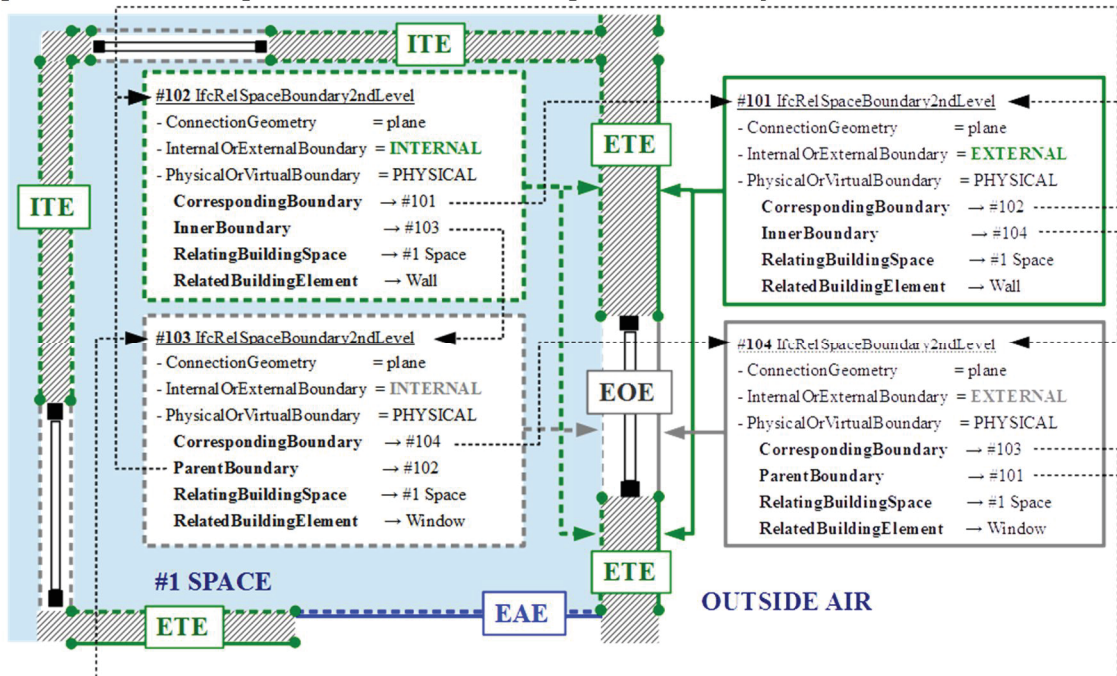 ITE
#102 IfcRelSpaceBoundary2ndLevel
- ConnectionGeometry = plane
- InternalOrExternalBoundary = INTERNAL
- PhysicalOrVirtualBoundary = PHYSICAL
CorrespondingBoundary → #101
InnerBoundary → #103
RelatingBuildingSpace → #1 Space
RelatedBuildingElement → Wall
ETE
#101 IfcRelSpaceBoundary2ndLevel
- ConnectionGeometry = plane
- InternalOrExternalBoundary = EXTERNAL
- PhysicalOrVirtualBoundary = PHYSICAL
CorrespondingBoundary → #102
InnerBoundary → #104
RelatingBuildingSpace → #1 Space
RelatedBuildingElement → Wall
ITE
#103 IfcRelSpaceBoundary2ndLevel
- ConnectionGeometry = plane
- InternalOrExternalBoundary = INTERNAL
- PhysicalOrVirtualBoundary = PHYSICAL
CorrespondingBoundary → #104
ParentBoundary → #102
RelatingBuildingSpace → #1 Space
RelatedBuildingElement → Window
EOE
#104 IfcRelSpaceBoundary2ndLevel
- ConnectionGeometry = plane
- InternalOrExternalBoundary = EXTERNAL
- PhysicalOrVirtualBoundary = PHYSICAL
CorrespondingBoundary → #103
ParentBoundary → #101
RelatingBuildingSpace → #1 Space
RelatedBuildingElement → Window
#1 SPACE
ETE
OUTSIDE AIR
EAE
ETE